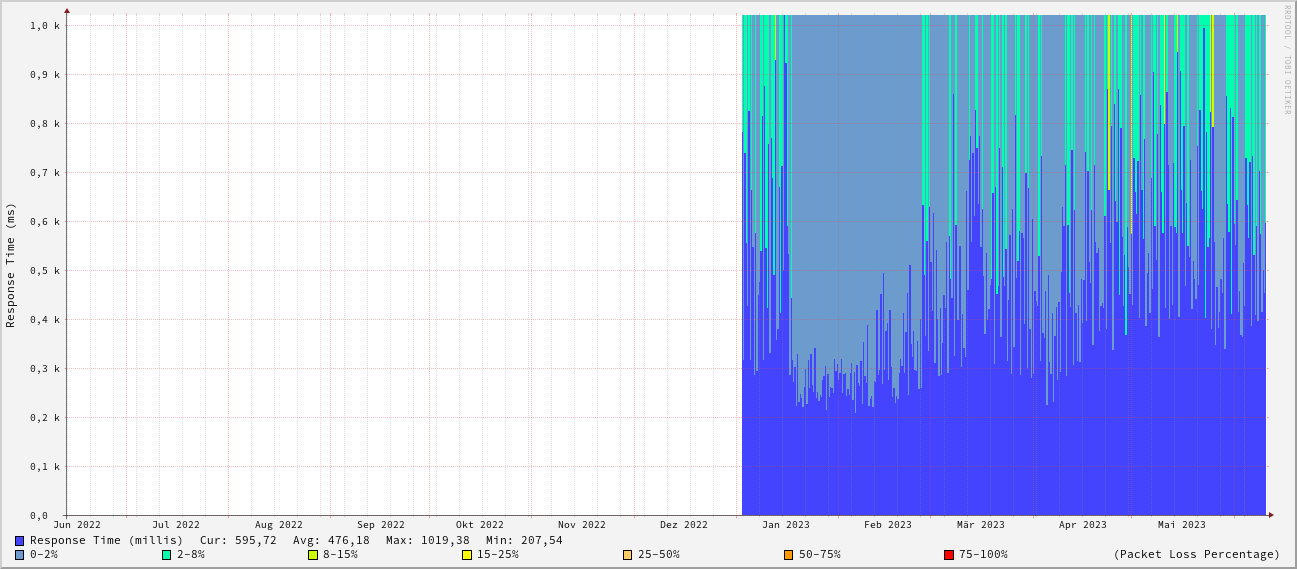 RRDTOOL / TOBI OETIKER
Response Time (ms)
1,0 k
0,9 k
0,8 k
0,7 k
0,6 k
0,5 k
0,4 k
0,3 k
0,2 k
0,1 k
0,0
Jun 2022 Jul 2022 Aug 2022 Sep 2022 Okt 2022 Nov 2022 Dez 2022 Jan 2023 Feb 2023 Mär 2023 Apr 2023 Mai 2023
Response Time (millis) Cur: 595,72 Avg: 476,18 Max: 1019,38 Min: 207,54
0-2% 2-8% 8-15% 15-25% 25-50% 50-75% 75-100% (Packet Loss Percentage)